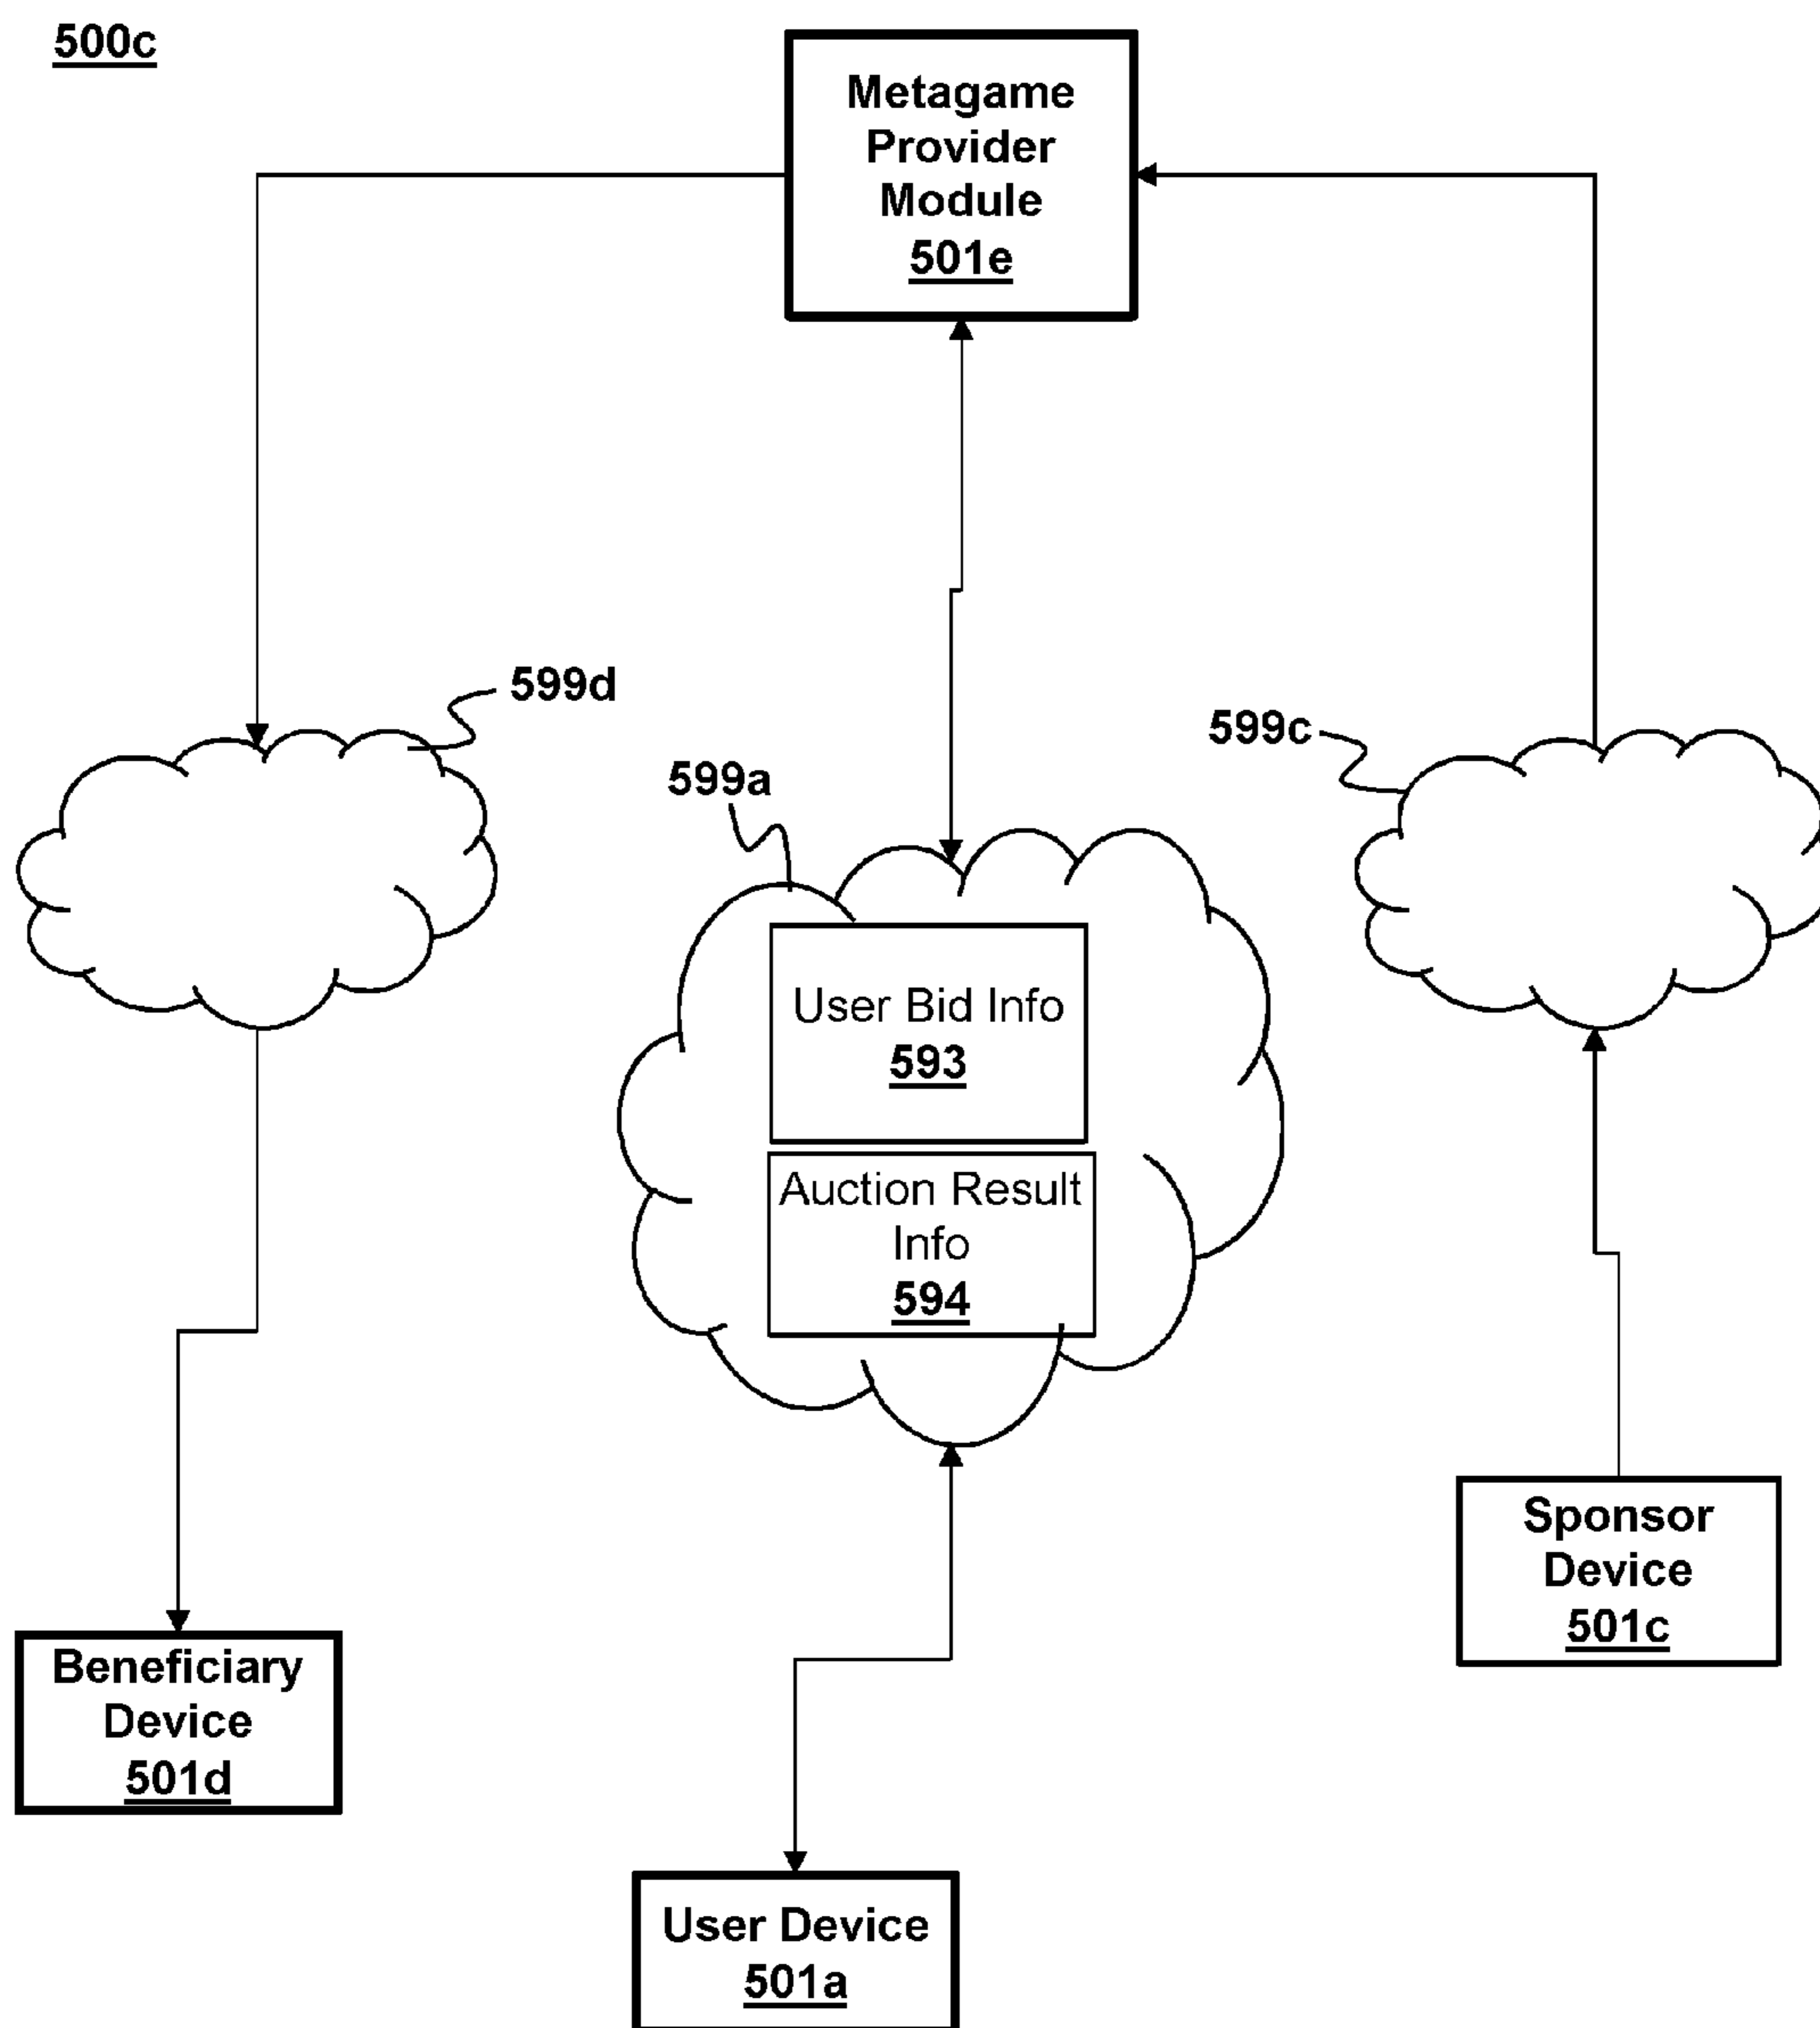 500c
Metagame
Provider
Module
501e
599d
599c
599a
User Bid Info
593
Auction Result
Info
594
Sponsor
Device
501c
Beneficiary
Device
501d
User Device
501a